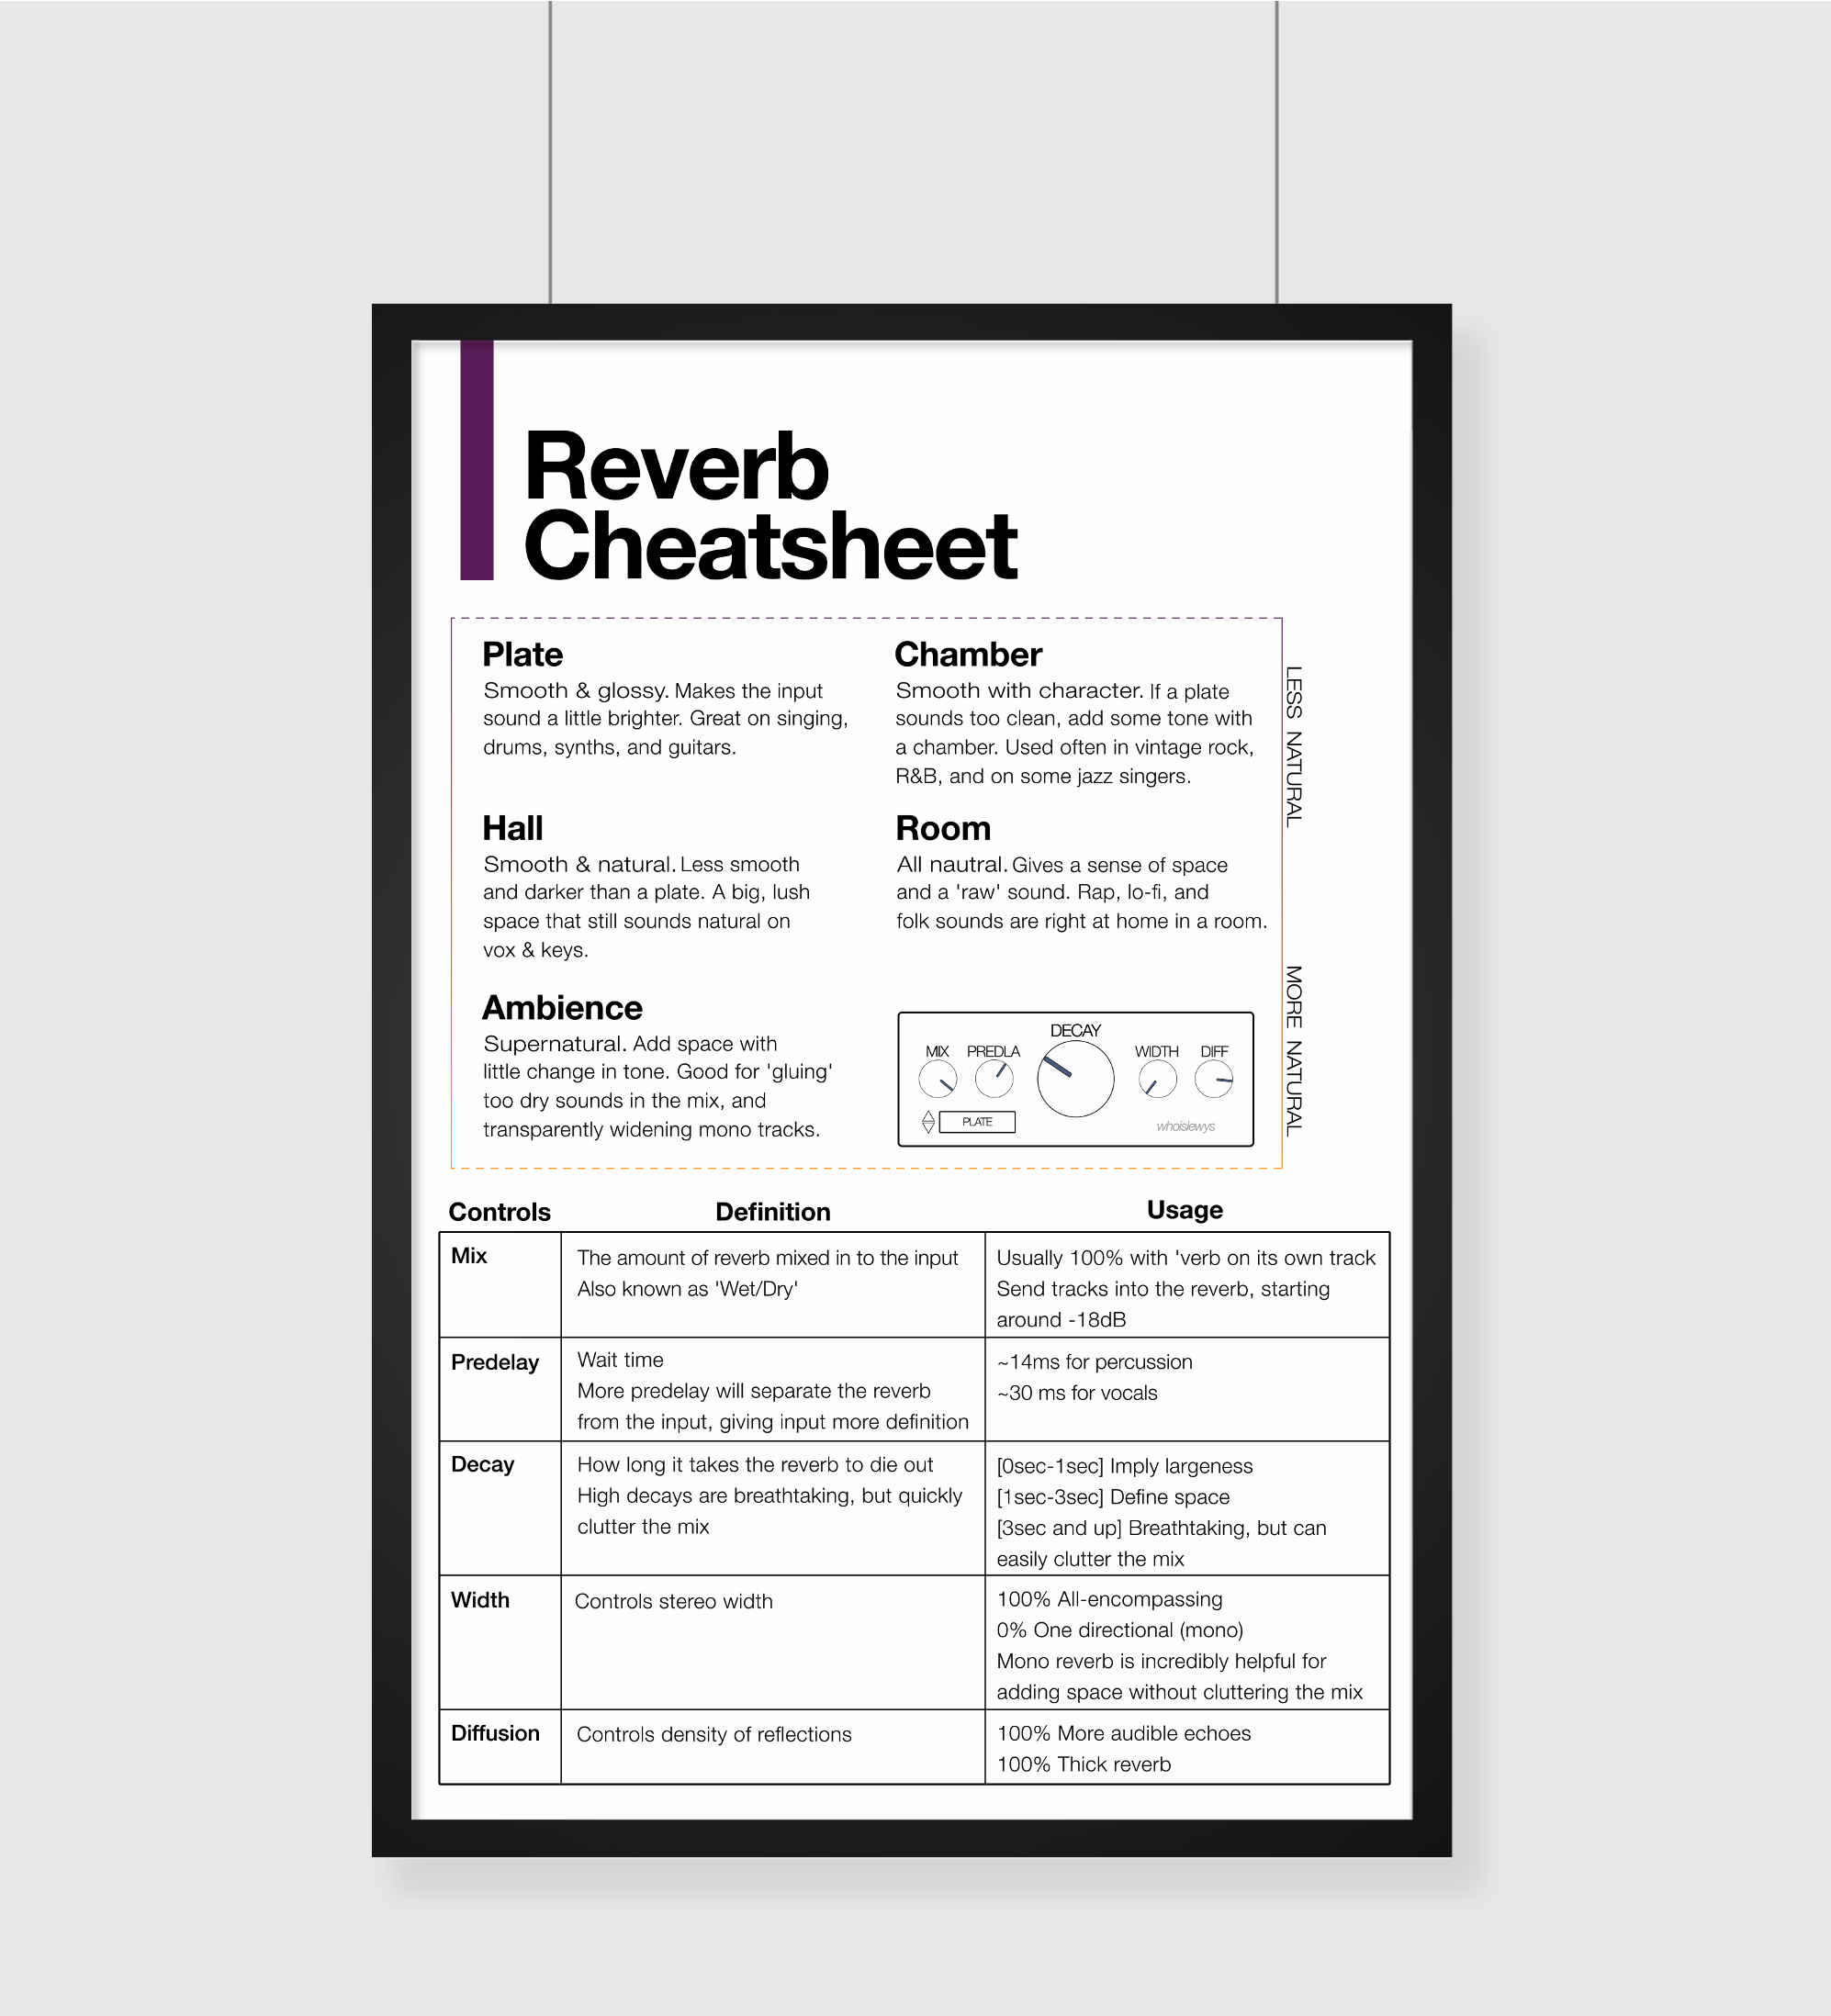 Reverb
Cheatsheet
Plate
Smooth & glossy. Makes the input
sound a little brighter. Great on singing,
drums, synths, and guitars.
Chamber
Smooth with character. If a plate
sounds too clean, add some tone with
a chamber. Used often in vintage rock,
R&B, and on some jazz singers.
LESS NATURAL
Hall
Smooth & natural. Less smooth
and darker than a plate. A big, lush
space that still sounds natural on
vox & keys.
Room
All nautral. Gives a sense of space
and a 'raw' sound. Rap, lo-fi, and
folk sounds are right at home in a room.
MORE NATURAL
Ambience
Supernatural. Add space with
little change in tone. Good for 'gluing'
too dry sounds in the mix, and
transparently widening mono tracks.
DECAY
MIX PREDLA WIDTH DIFF
PLATE
whoislewys
Controls Definition Usage
Mix
The amount of reverb mixed in to the input
Also known as 'Wet/Dry'
Usually 100% with 'verb on its own track
Send tracks into the reverb, starting
around -18dB
Predelay
Wait time
More predelay will separate the reverb
from the input, giving input more definition
~14ms for percussion
~30 ms for vocals
Decay
How long it takes the reverb to die out
High decays are breathtaking, but quickly
clutter the mix
[0sec-1sec] Imply largeness
[1sec-3sec] Define space
[3sec and up] Breathtaking, but can
easily clutter the mix
Width
Controls stereo width
100% All-encompassing
0% One directional (mono)
Mono reverb is incredibly helpful for
adding space without cluttering the mix
Diffusion
Controls density of reflections
100% More audible echoes
100% Thick reverb